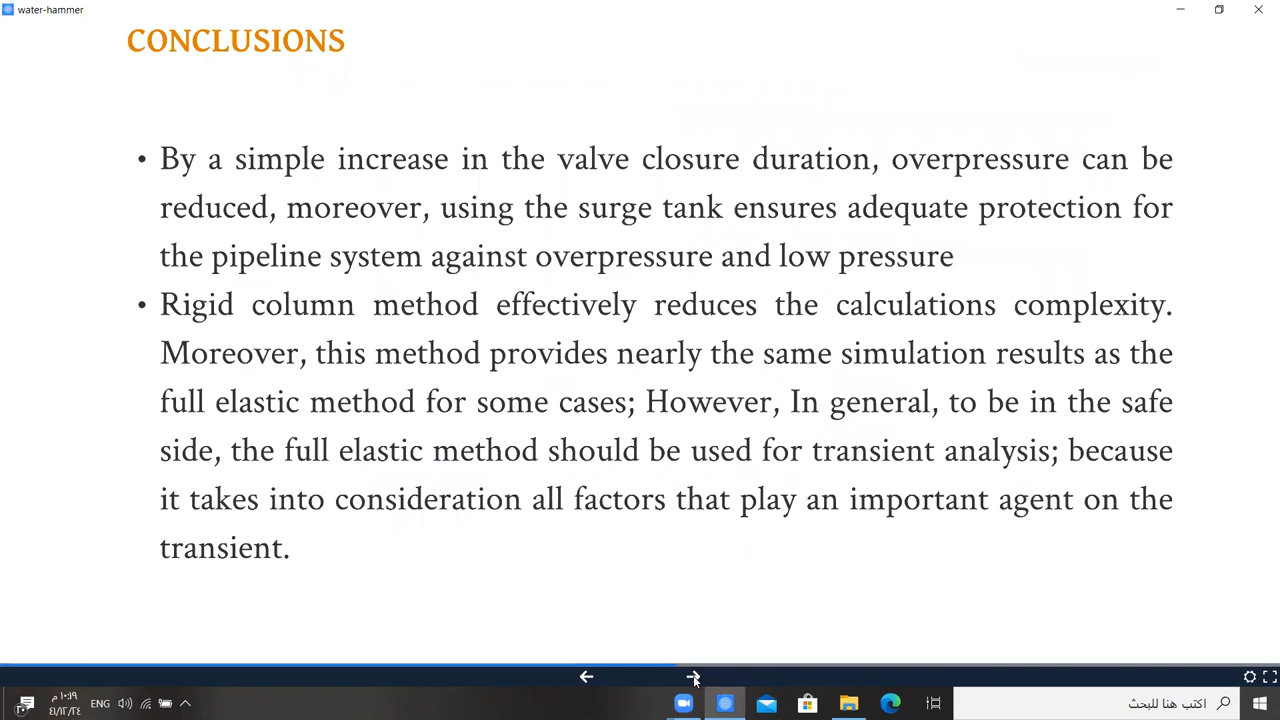 water-hammer
CONCLUSIONS
• By a simple increase in the valve closure duration, overpressure can be
reduced, moreover, using the surge tank ensures adequate protection for
the pipeline system against overpressure and low pressure
• Rigid column method effectively reduces the calculations complexity.
Moreover, this method provides nearly the same simulation results as the
full elastic method for some cases; However, In general, to be in the safe
side, the full elastic method should be used for transient analysis; because
it takes into consideration all factors that play an important agent on the
transient.
١٠:١٩ م
ENG
اكتب هنا للبحث